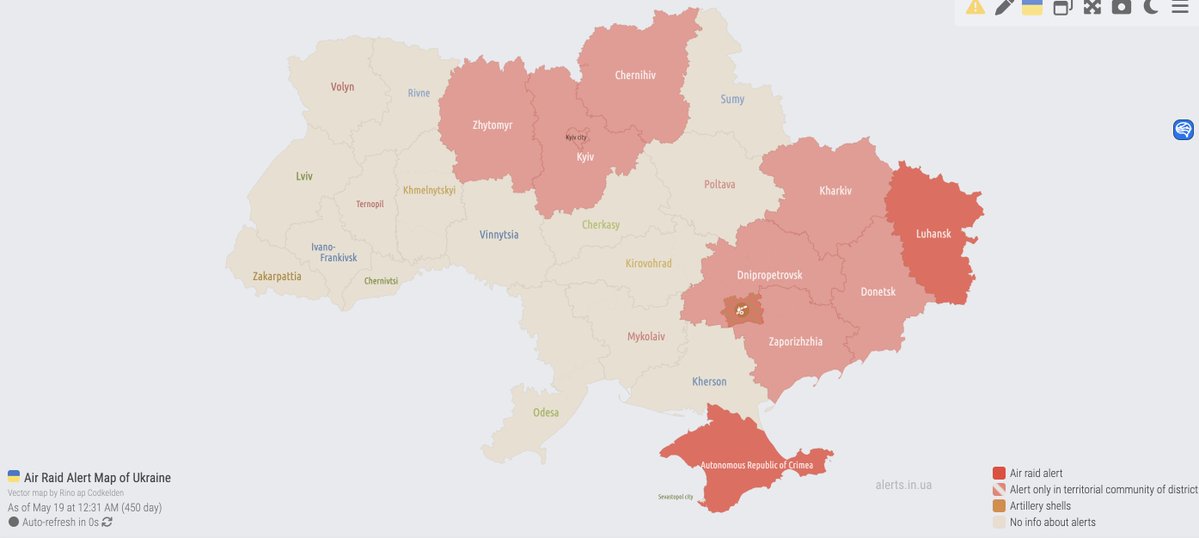 Chernihiv
Volyn
Rivne
Sumy
Zhytomyr
Kyiv city
Kyiv
Lviv
Khmelnytskyi
Poltava
Kharkiv
Ternopil
Cherkasy
Vinnytsia
Luhansk
Ivano-
Frankivsk
Kirovohrad
Zakarpattia
Chernivtsi
Dnipropetrovsk
Donetsk
Mykolaiv
Zaporizhzhia
Kherson
Odesa
Autonomous Republic of Crimea
Sevastopol city
alerts.in.ua
Air Raid Alert Map of Ukraine
Vector map by Rino ap Codkelden
As of May 19 at 12:31 AM (450 day)
Auto-refresh in 0s
Air raid alert
Alert only in territorial community of district
Artillery shells
No info about alerts